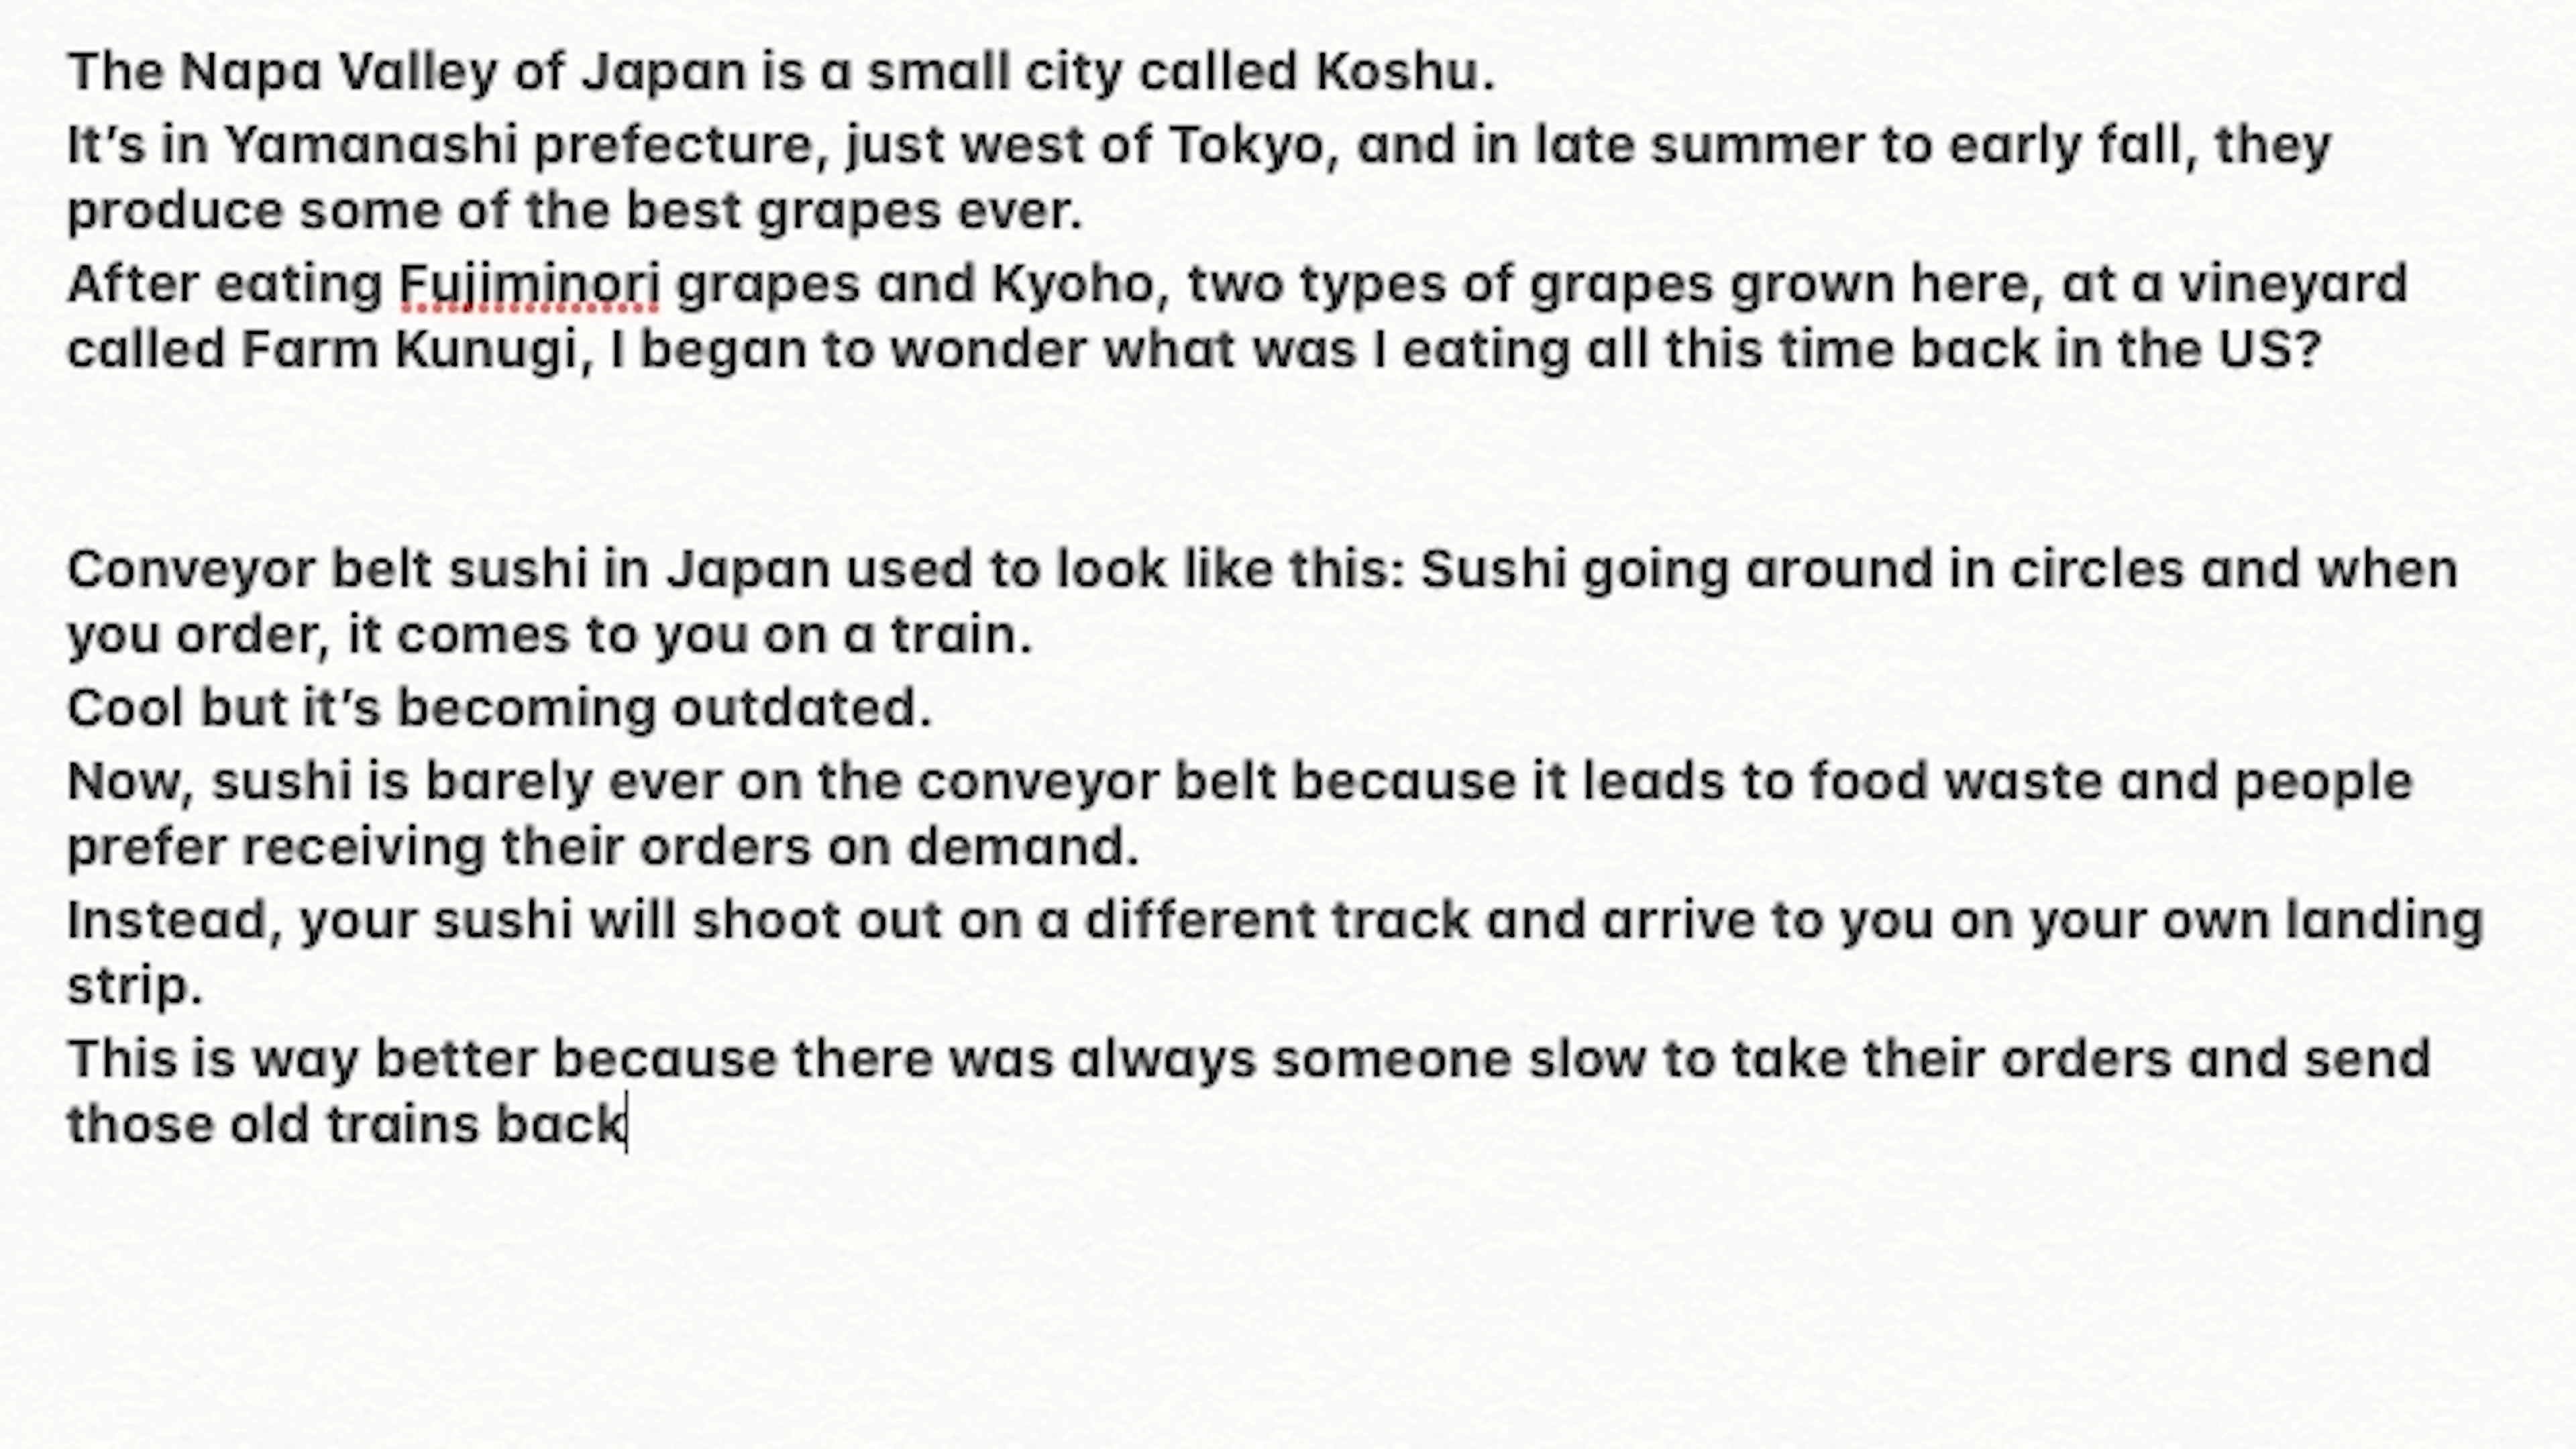 The Napa Valley of Japan is a small city called Koshu.
It’s in Yamanashi prefecture, just west of Tokyo, and in late summer to early fall, they
produce some of the best grapes ever.
After eating Fujiminori grapes and Kyoho, two types of grapes grown here, at a vineyard
called Farm Kunugi, I began to wonder what was I eating all this time back in the US?
Conveyor belt sushi in Japan used to look like this: Sushi going around in circles and when
you order, it comes to you on a train.
Cool but it’s becoming outdated.
Now, sushi is barely ever on the conveyor belt because it leads to food waste and people
prefer receiving their orders on demand.
Instead, your sushi will shoot out on a different track and arrive to you on your own landing
strip.
This is way better because there was always someone slow to take their orders and send
those old trains back